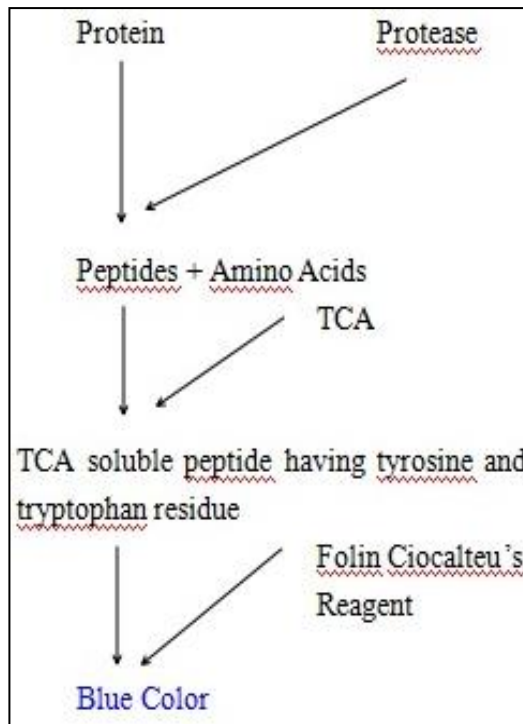 Protein Protease
Peptides + Amino Acids
TCA
TCA soluble peptide having tyrosine and
tryptophan residue
Folin Ciocalteu’s
Reagent
Blue Color